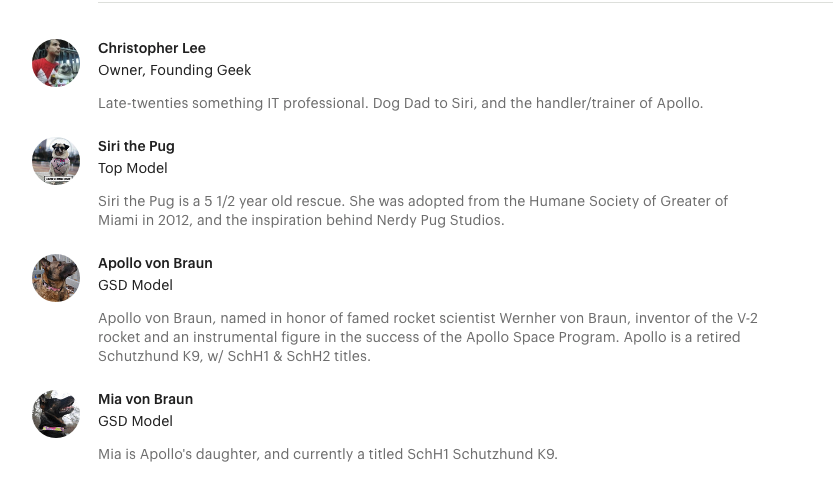 Christopher Lee
Owner, Founding Geek
Late-twenties something IT professional. Dog Dad to Siri, and the handler/trainer of Apollo.
Siri the Pug
Top Model
Siri the Pug is a 5 1/2 year old rescue. She was adopted from the Humane Society of Greater of
Miami in 2012, and the inspiration behind Nerdy Pug Studios.
Apollo von Braun
GSD Model
Apollo von Braun, named in honor of famed rocket scientist Wernher von Braun, inventor of the V-2
rocket and an instrumental figure in the success of the Apollo Space Program. Apollo is a retired
Schutzhund K9, w/ SchH1 & SchH2 titles.
Mia von Braun
GSD Model
Mia is Apollo's daughter, and currently a titled SchH1 Schutzhund K9.